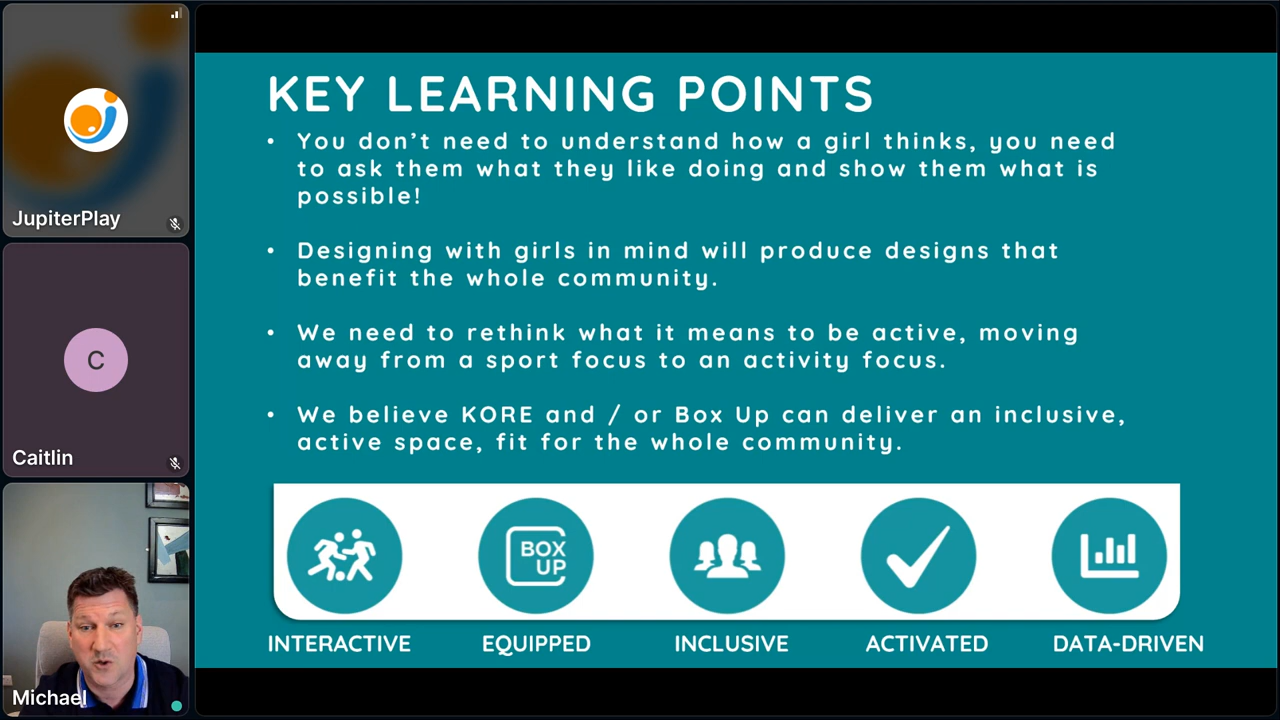 JupiterPlay
C
Caitlin
Michael
KEY LEARNING POINTS
• You don’t need to understand how a girl thinks, you need
to ask them what they like doing and show them what is
possible!
• Designing with girls in mind will produce designs that
benefit the whole community.
• We need to rethink what it means to be active, moving
away from a sport focus to an activity focus.
• We believe KORE and / or Box Up can deliver an inclusive,
active space, fit for the whole community.
BOX
UP
INTERACTIVE
EQUIPPED
INCLUSIVE
ACTIVATED
DATA-DRIVEN